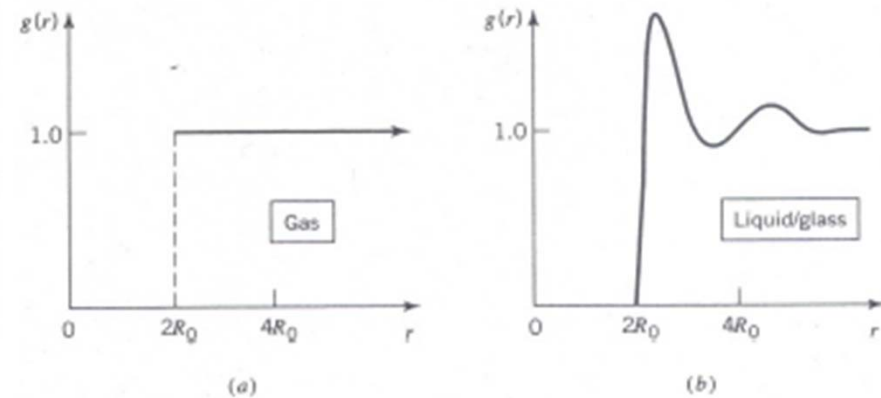 g(r)
1.0
Gas
0
2R₀
4R₀
r
(a)
g(r)
1.0
Liquid/glass
0
2R₀
4R₀
r
(b)